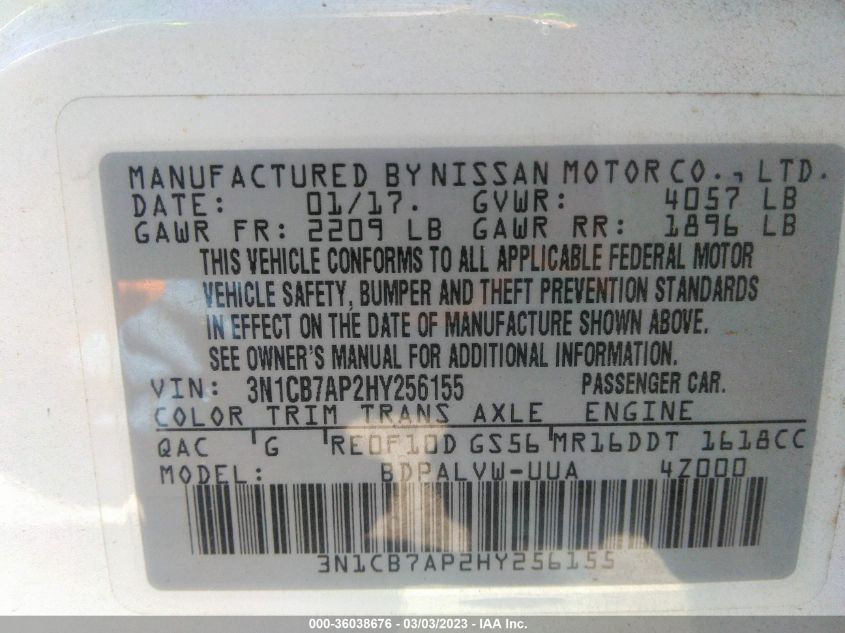 MANUFACTURED BY NISSAN MOTOR CO., LTD.
DATE: 01/17. GVWR: 4057 LB
GAWR FR: 2209 LB GAWR RR: 1896 LB
THIS VEHICLE CONFORMS TO ALL APPLICABLE FEDERAL MOTOR
VEHICLE SAFETY, BUMPER AND THEFT PREVENTION STANDARDS
IN EFFECT ON THE DATE OF MANUFACTURE SHOWN ABOVE.
SEE OWNER'S MANUAL FOR ADDITIONAL INFORMATION.
VIN: 3N1CB7AP2HY256155 PASSENGER CAR.
COLOR TRIM TRANS AXLE ENGINE
QAC G RE0F10D GS56 MR16DDT 1618CC
MODEL: BDPALVW-UUA 4Z000
3N1CB7AP2HY256155
000-36038676 - 03/03/2023 - IAA Inc.